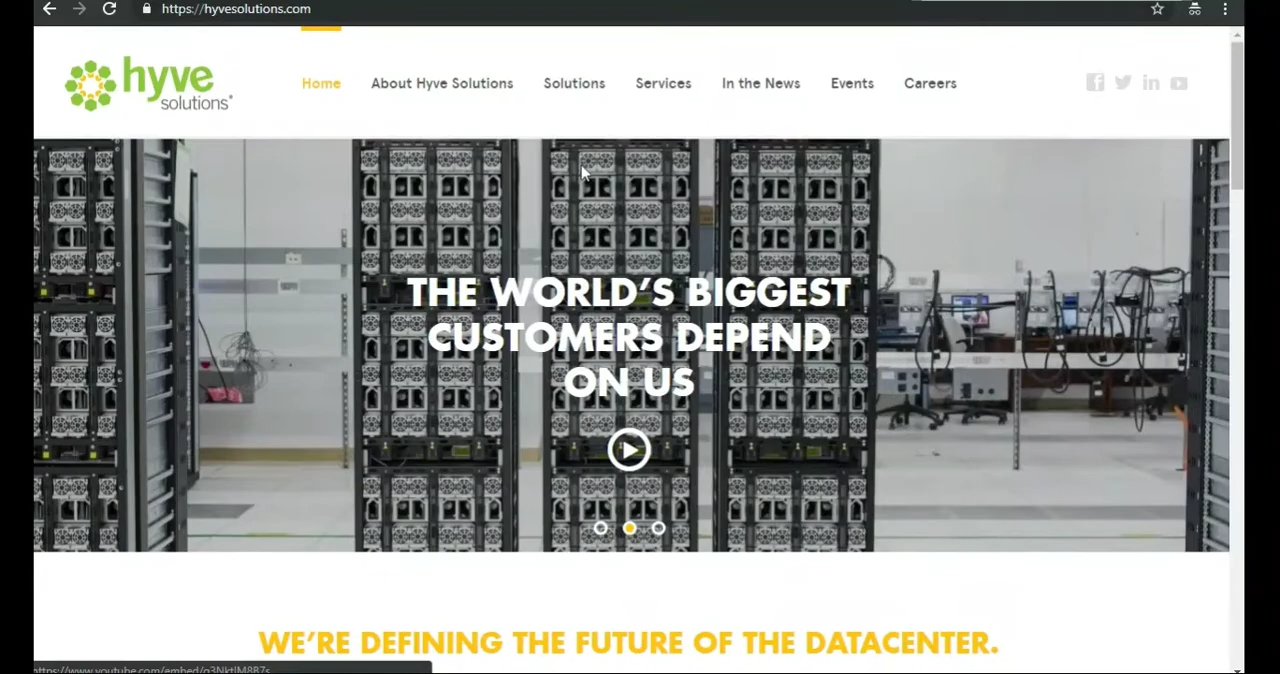 https://hyvesolutions.com
hyve
solutions
Home About Hyve Solutions Solutions Services In the News Events Careers
THE WORLD'S BIGGEST
CUSTOMERS DEPEND
ON US
WE'RE DEFINING THE FUTURE OF THE DATACENTER.